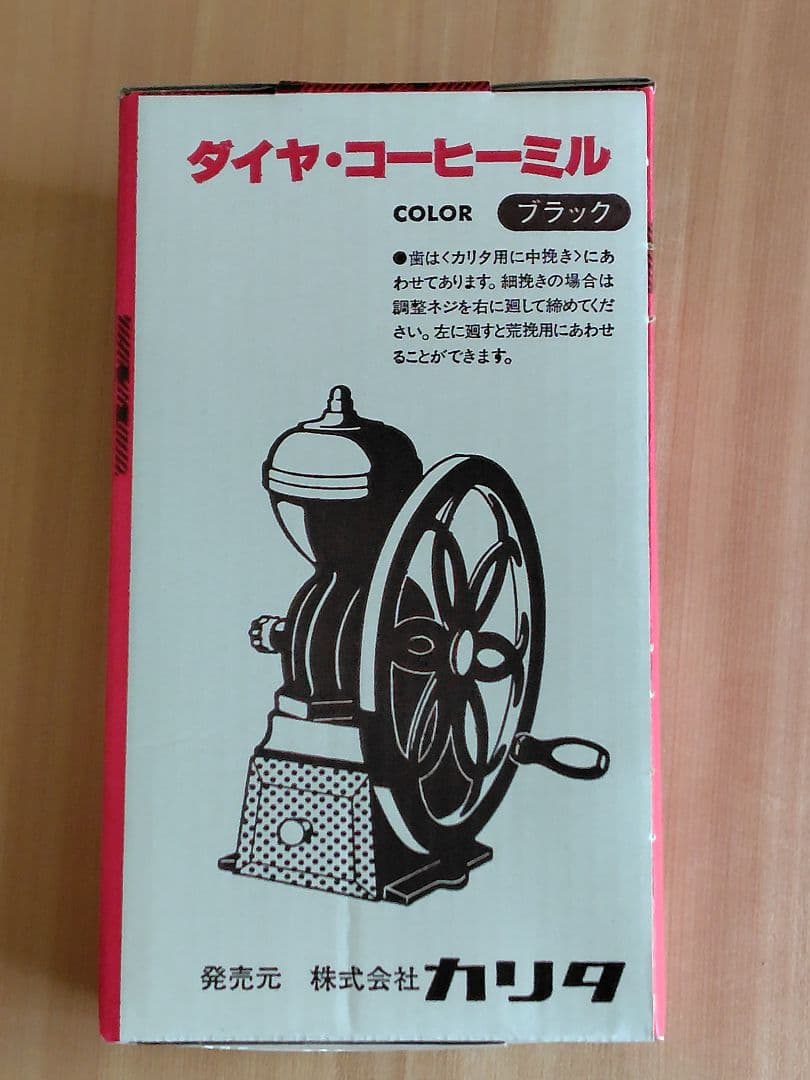 ダイヤ・コーヒーミル
COLOR ブラック
●歯は<カリタ用に中挽き>にあ
わせてあります。細挽きの場合は
調整ネジを右に廻して締めてくだ
さい。左に廻すと荒挽用にあわせ
ることができます。
発売元 株式会社 カリタ